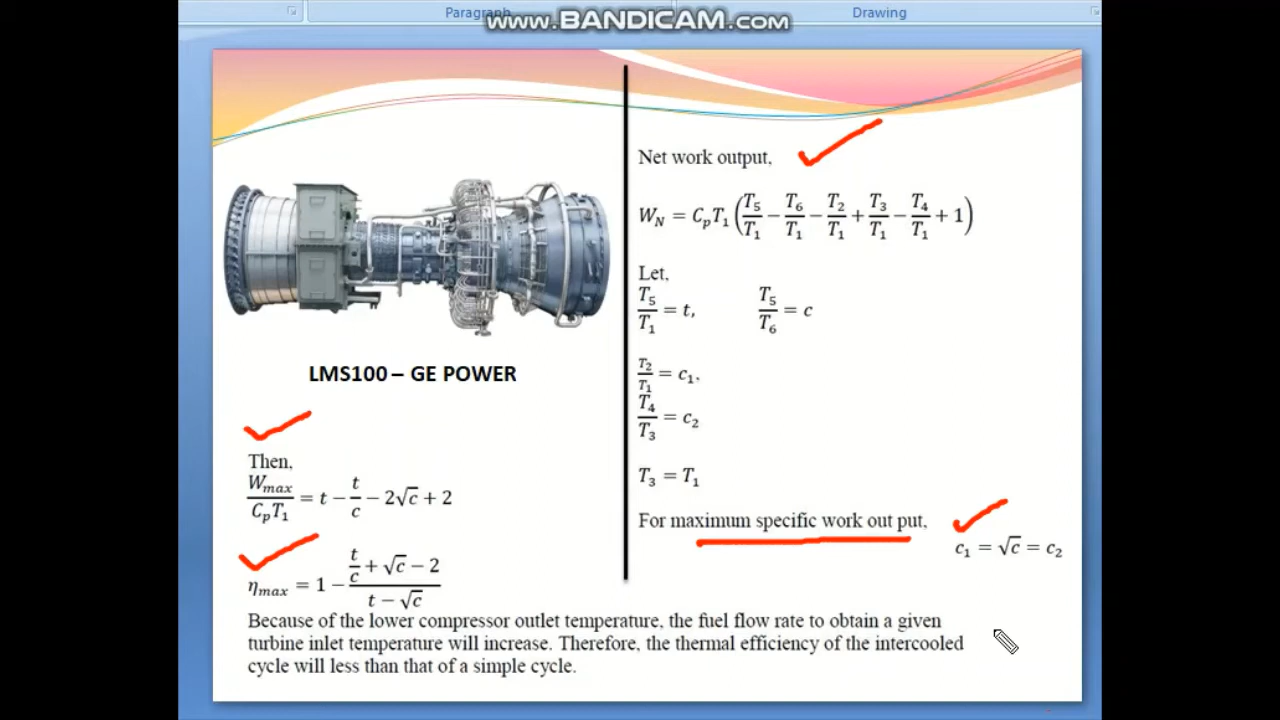 Paragraph
Drawing
www.BANDICAM.com
LMS100 – GE POWER
Then,
W_max / (C_p T_1) = t − t/c − 2√c + 2
η_max = 1 − (t/c + √c − 2) / (t − √c)
Net work output,
W_N = C_p T_1 (T_5/T_1 − T_6/T_1 − T_2/T_1 + T_3/T_1 − T_4/T_1 + 1)
Let,
T_5/T_1 = t, T_5/T_6 = c
T_2/T_1 = c_1,
T_4/T_3 = c_2
T_3 = T_1
For maximum specific work out put,
c_1 = √c = c_2
Because of the lower compressor outlet temperature, the fuel flow rate to obtain a given
turbine inlet temperature will increase. Therefore, the thermal efficiency of the intercooled
cycle will less than that of a simple cycle.